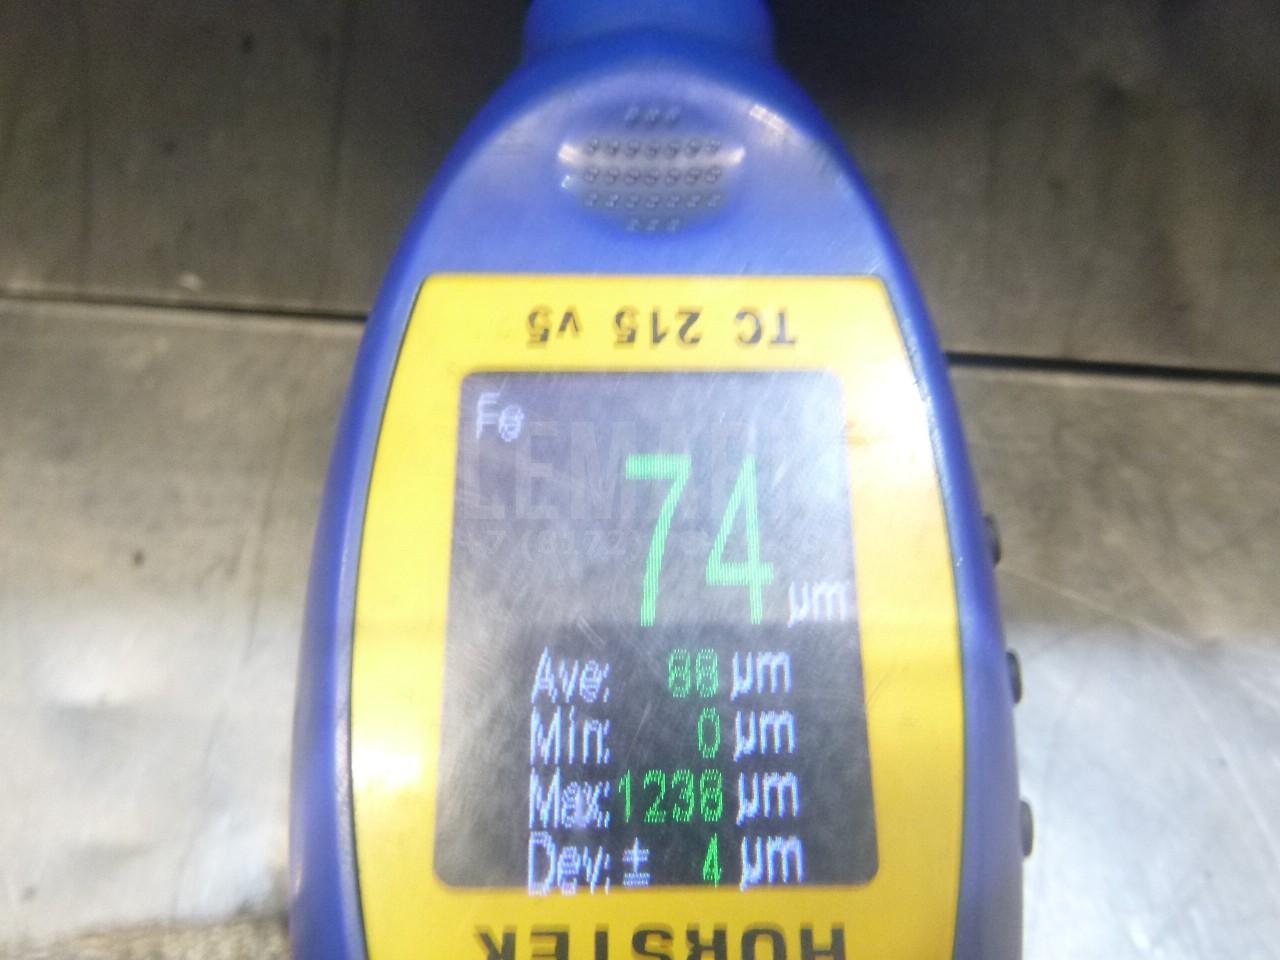 TC 215 v5
Fe
74 µm
Ave: 88 µm
Min: 0 µm
Max: 1238 µm
Dev: ± 4 µm
HORSTEK
LEMAR